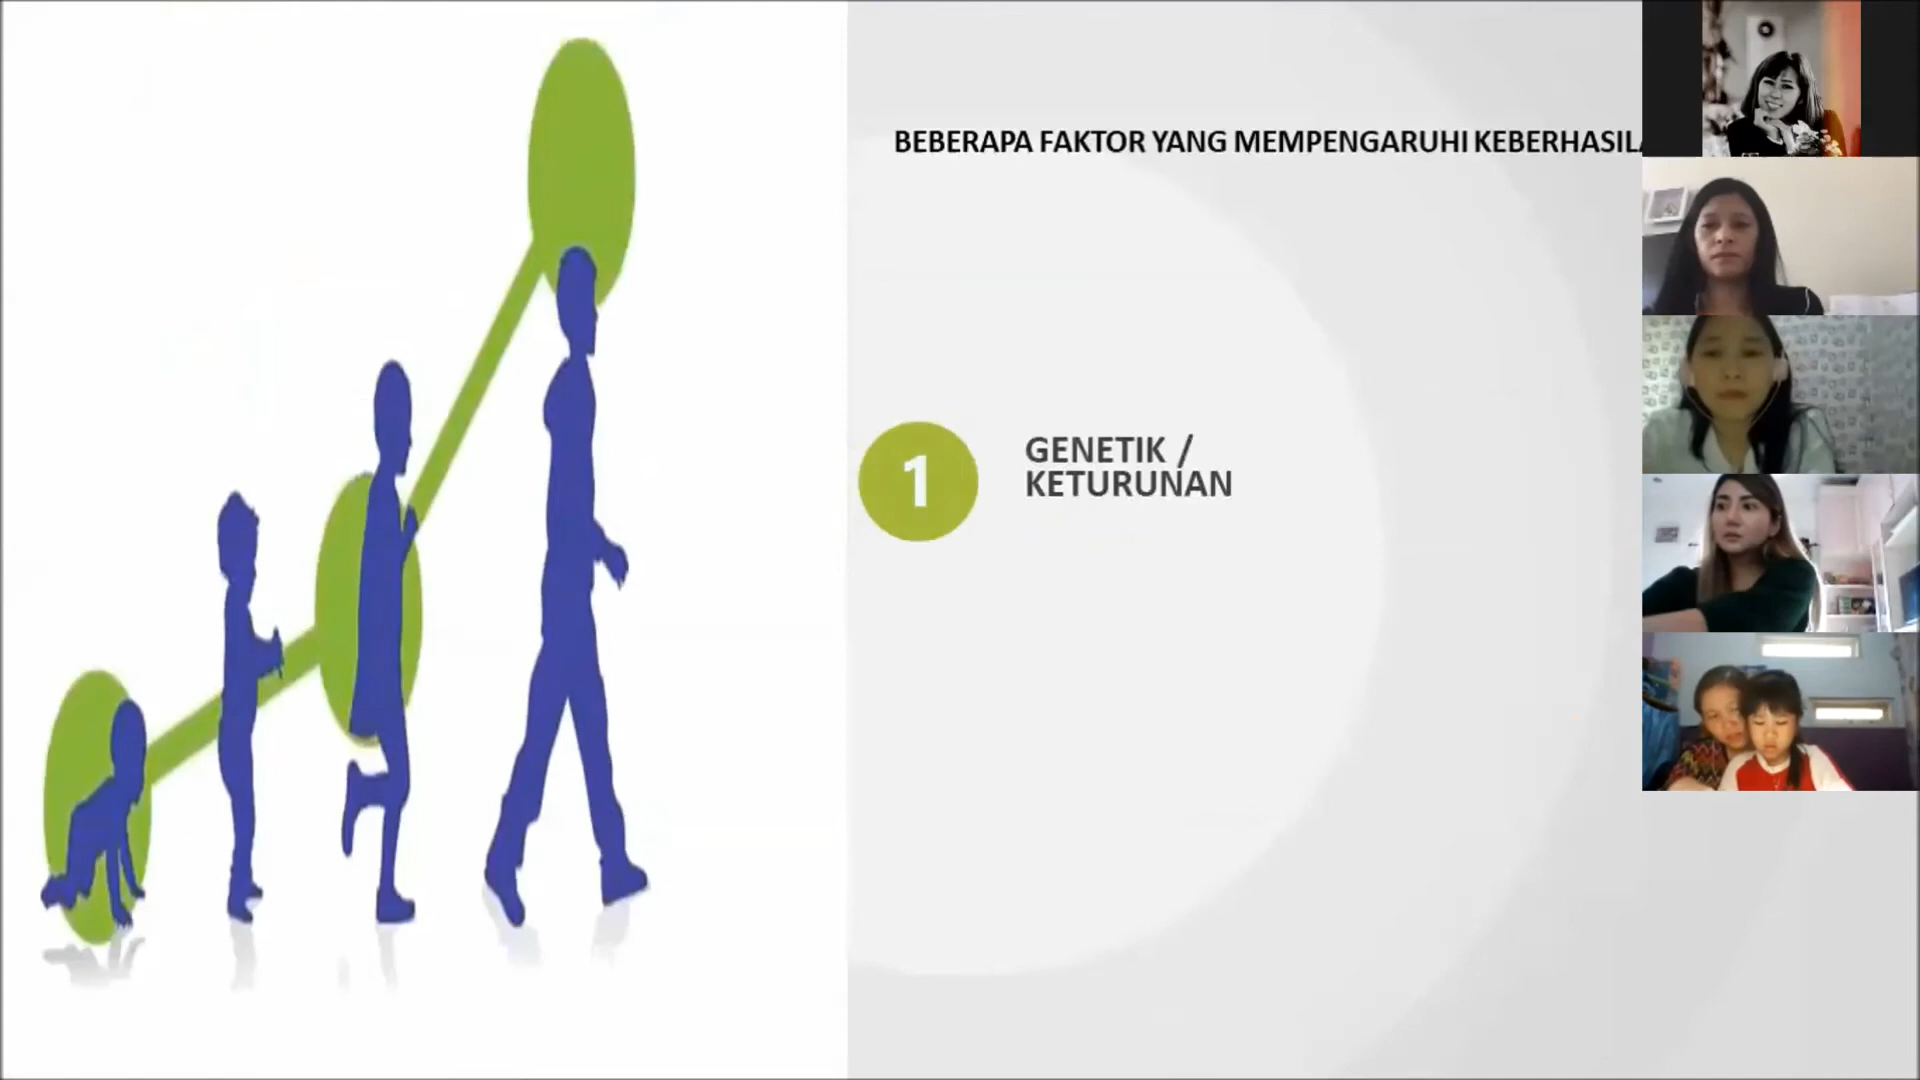 BEBERAPA FAKTOR YANG MEMPENGARUHI
1
GENETIK /
KETURUNAN